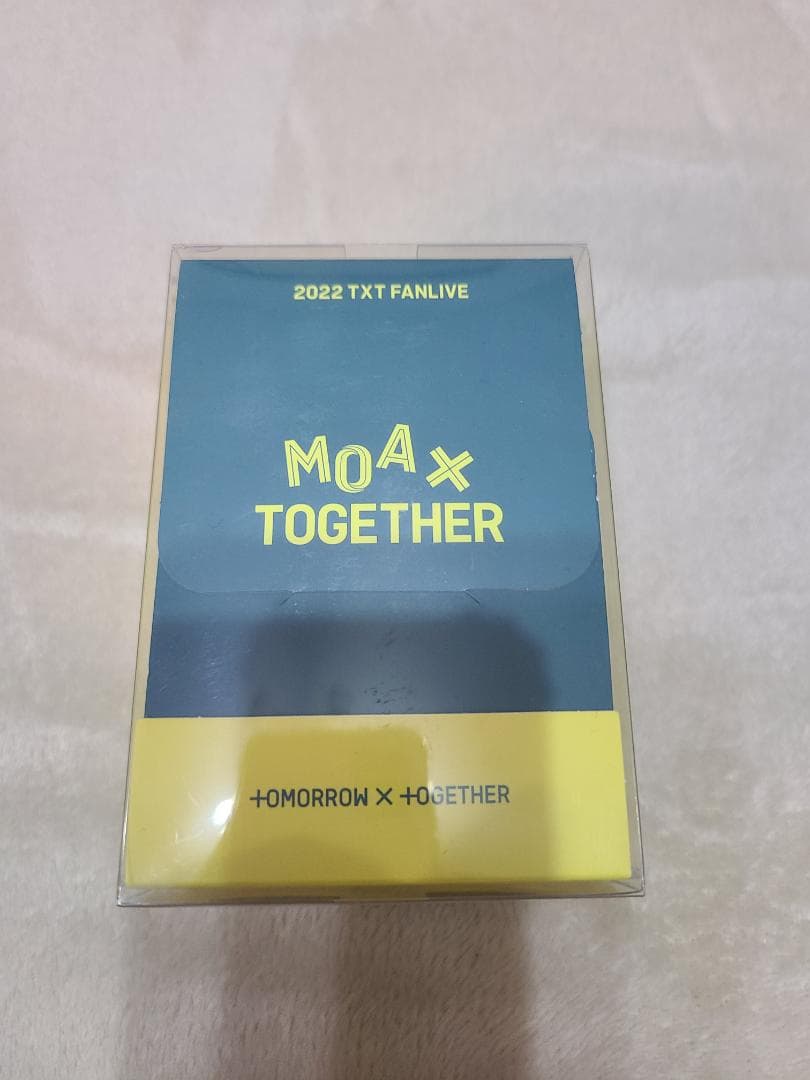 2022 TXT FANLIVE
MOA X
TOGETHER
TOMORROW X TOGETHER